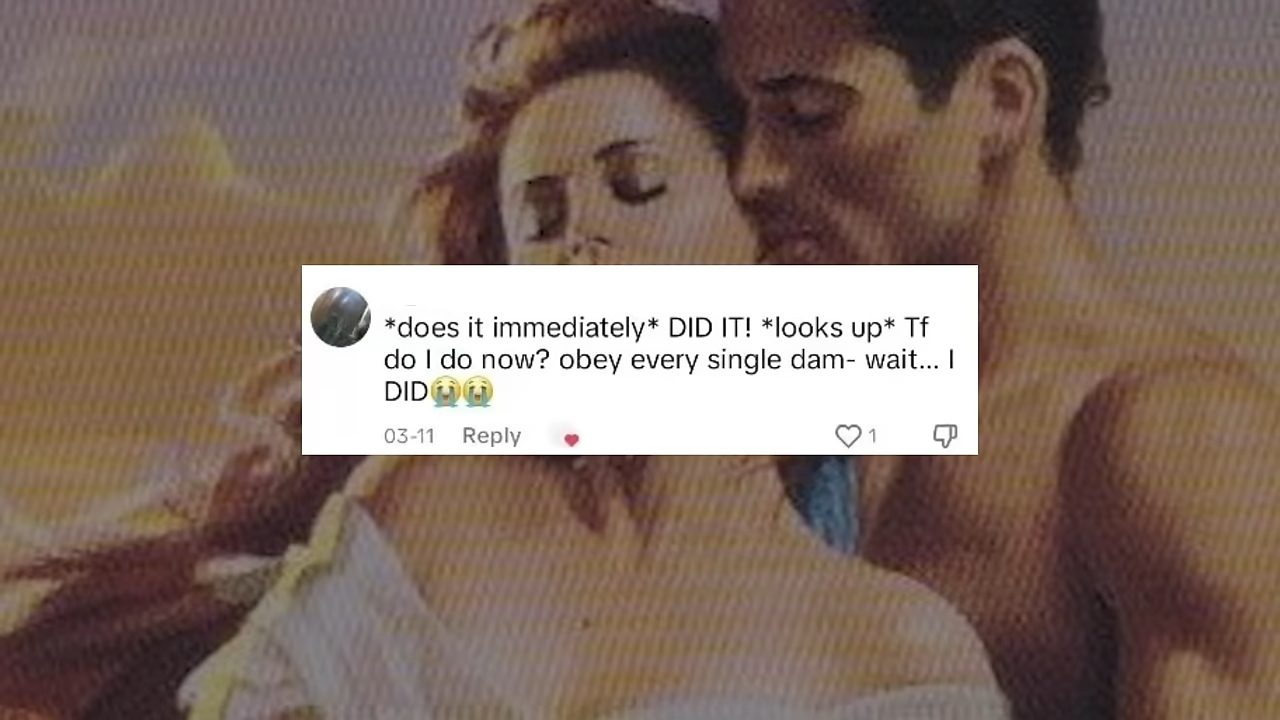 *does it immediately* DID IT! *looks up* Tf
do I do now? obey every single dam- wait... I
DID😭😭
03-11 Reply 1